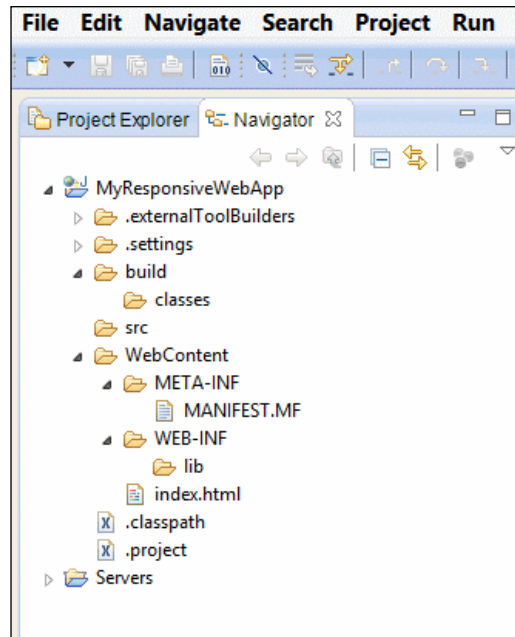 File Edit Navigate Search Project Run
010
Project Explorer Navigator
MyResponsiveWebApp
.externalToolBuilders
.settings
build
classes
src
WebContent
META-INF
MANIFEST.MF
WEB-INF
lib
index.html
X .classpath
X .project
Servers